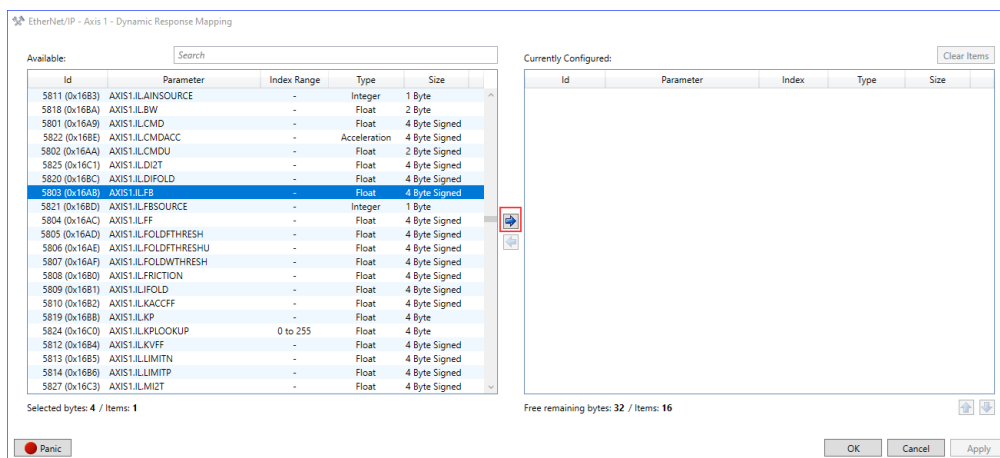 EtherNet/IP - Axis 1 - Dynamic Response Mapping
Available: Search Currently Configured: Clear Items
Id Parameter Index Range Type Size Id Parameter Index Type Size
5811 (0x16B3) AXIS1.IL.AINSOURCE - Integer 1 Byte
5818 (0x16BA) AXIS1.IL.BW - Float 2 Byte
5801 (0x16A9) AXIS1.IL.CMD - Float 4 Byte Signed
5822 (0x16BE) AXIS1.IL.CMDACC - Acceleration 4 Byte Signed
5802 (0x16AA) AXIS1.IL.CMDU - Float 2 Byte Signed
5825 (0x16C1) AXIS1.IL.DI2T - Float 4 Byte Signed
5820 (0x16BC) AXIS1.IL.DIFOLD - Float 4 Byte Signed
5803 (0x16AB) AXIS1.IL.FB - Float 4 Byte Signed
5821 (0x16BD) AXIS1.IL.FBSOURCE - Integer 1 Byte
5804 (0x16AC) AXIS1.IL.FF - Float 4 Byte Signed
5805 (0x16AD) AXIS1.IL.FOLDFTHRESH - Float 4 Byte Signed
5806 (0x16AE) AXIS1.IL.FOLDFTHRESHU - Float 4 Byte Signed
5807 (0x16AF) AXIS1.IL.FOLDWTHRESH - Float 4 Byte Signed
5808 (0x16B0) AXIS1.IL.FRICTION - Float 4 Byte Signed
5809 (0x16B1) AXIS1.IL.IFOLD - Float 4 Byte Signed
5810 (0x16B2) AXIS1.IL.KACCFF - Float 4 Byte Signed
5819 (0x16BB) AXIS1.IL.KP - Float 4 Byte
5824 (0x16C0) AXIS1.IL.KPLOOKUP 0 to 255 Float 4 Byte
5812 (0x16B4) AXIS1.IL.KVFF - Float 4 Byte Signed
5813 (0x16B5) AXIS1.IL.LIMITN - Float 4 Byte Signed
5814 (0x16B6) AXIS1.IL.LIMITP - Float 4 Byte Signed
5827 (0x16C3) AXIS1.IL.MI2T - Float 4 Byte Signed
Selected bytes: 4 / Items: 1 Free remaining bytes: 32 / Items: 16
Panic OK Cancel Apply